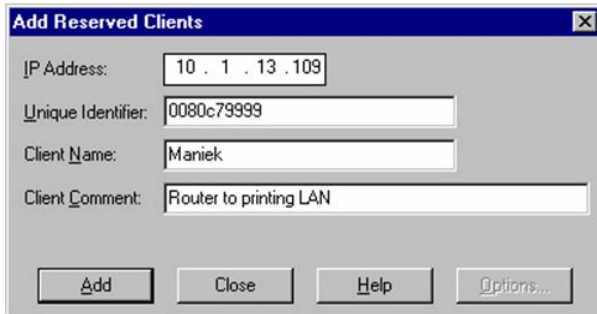 Add Reserved Clients
IP Address: 10 . 1 . 13 .109
Unique Identifier: 0080c79999
Client Name: Maniek
Client Comment: Router to printing LAN
Add Close Help Options...